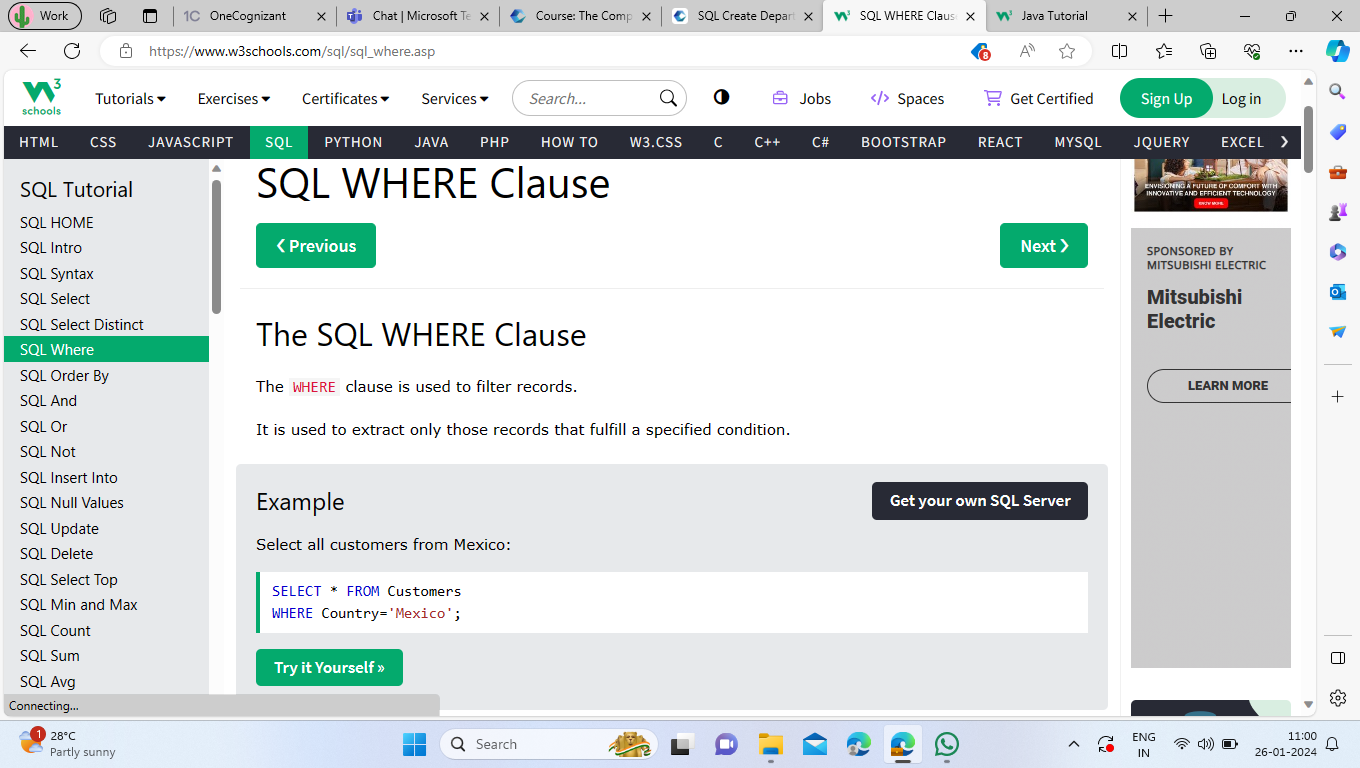 Work
OneCognizant
Chat | Microsoft Te
Course: The Comp
SQL Create Depart
SQL WHERE Claus
Java Tutorial
https://www.w3schools.com/sql/sql_where.asp
8
W3
schools
Tutorials
Exercises
Certificates
Services
Search...
Jobs
Spaces
Get Certified
Sign Up
Log in
HTML CSS JAVASCRIPT SQL PYTHON JAVA PHP HOW TO W3.CSS C C++ C# BOOTSTRAP REACT MYSQL JQUERY EXCEL
SQL Tutorial
SQL HOME
SQL Intro
SQL Syntax
SQL Select
SQL Select Distinct
SQL Where
SQL Order By
SQL And
SQL Or
SQL Not
SQL Insert Into
SQL Null Values
SQL Update
SQL Delete
SQL Select Top
SQL Min and Max
SQL Count
SQL Sum
SQL Avg
Connecting...
SQL WHERE Clause
❮ Previous
Next ❯
The SQL WHERE Clause
The WHERE clause is used to filter records.
It is used to extract only those records that fulfill a specified condition.
Example
Get your own SQL Server
Select all customers from Mexico:
SELECT * FROM Customers
WHERE Country='Mexico';
Try it Yourself »
ENVISIONING A FUTURE OF COMFORT WITH
INNOVATIVE AND EFFICIENT TECHNOLOGY
KNOW MORE
SPONSORED BY
MITSUBISHI ELECTRIC
Mitsubishi
Electric
LEARN MORE
1
28°C
Partly sunny
Search
ENG
IN
11:00
26-01-2024